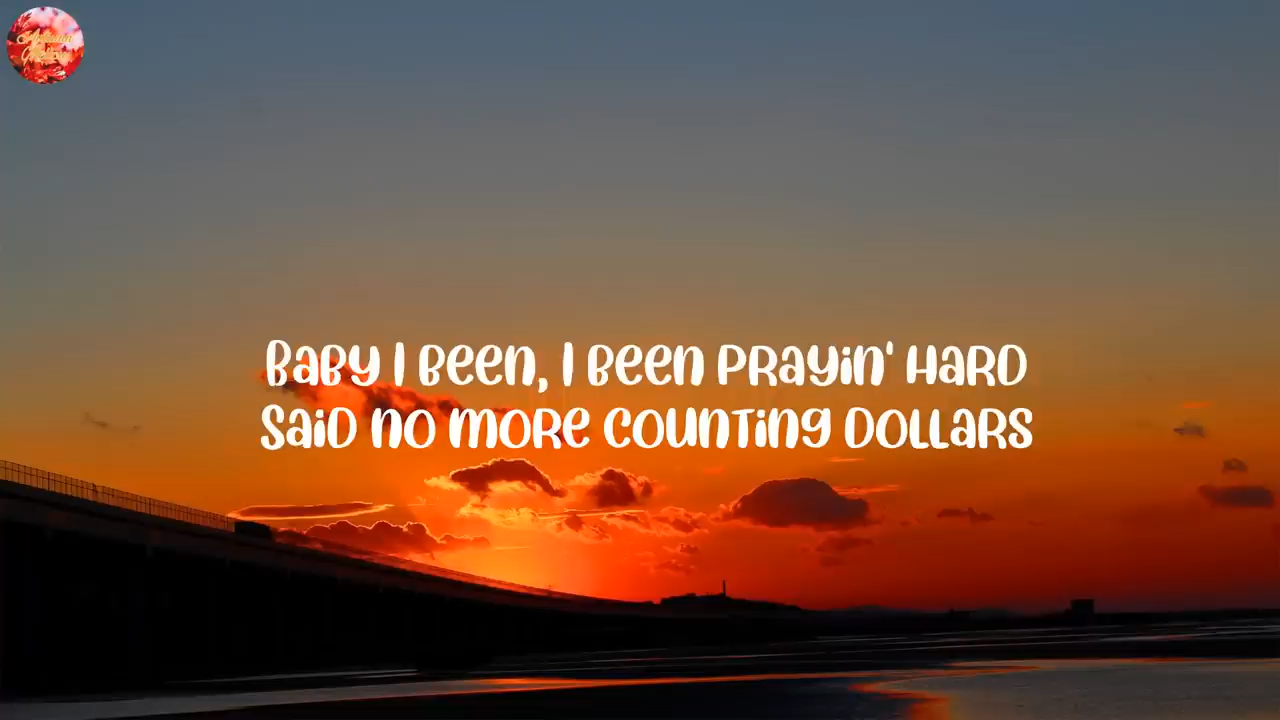 Baby I been, I been prayin' hard
Said no more counting dollars